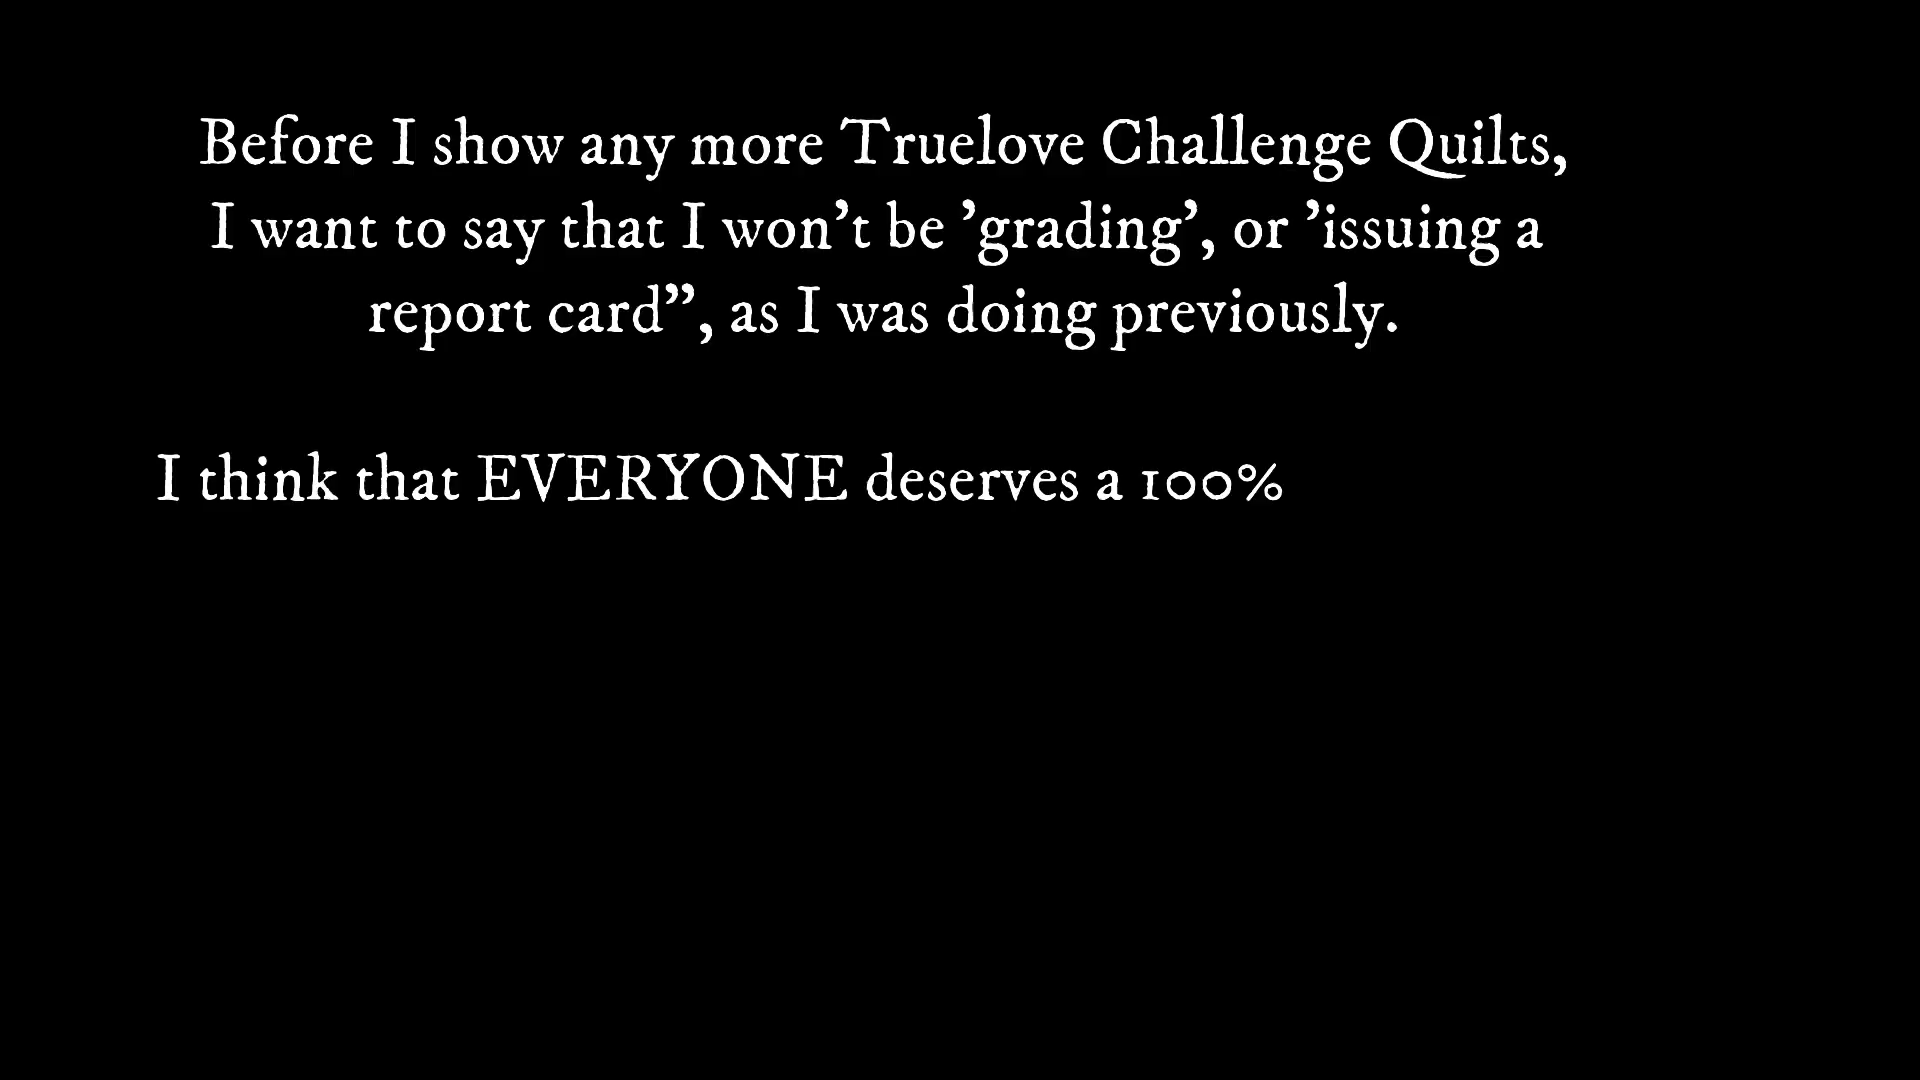 Before I show any more Truelove Challenge Quilts,
I want to say that I won't be 'grading', or 'issuing a
report card", as I was doing previously.
I think that EVERYONE deserves a 100%